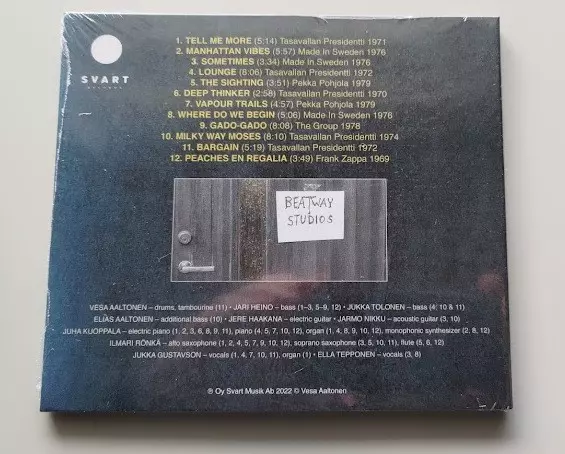 SVART
RECORDS
1. TELL ME MORE (5:14) Tasavallan Presidentti 1971
2. MANHATTAN VIBES (5:57) Made In Sweden 1976
3. SOMETIMES (3:34) Made In Sweden 1976
4. LOUNGE (6:06) Tasavallan Presidentti 1972
5. THE SIGHTING (3:51) Pekka Pohjola 1979
6. DEEP THINKER (2:58) Tasavallan Presidentti 1970
7. VAPOUR TRAILS (4:57) Pekka Pohjola 1979
8. WHERE DO WE BEGIN (5:06) Made In Sweden 1976
9. GADO-GADO (8:08) The Group 1978
10. MILKY WAY MOSES (8:10) Tasavallan Presidentti 1974
11. BARGAIN (5:19) Tasavallan Presidentti 1972
12. PEACHES EN REGALIA (3:49) Frank Zappa 1969
BEATWAY
STUDIOS
VESA AALTONEN – drums, tambourine (11) • JARI HEINO – bass (1–3, 5–9, 12) • JUKKA TOLONEN – bass (4, 10 & 11)
ELIAS AALTONEN – additional bass (10) • JERE HAAKANA – electric guitar • JARMO NIKKU – acoustic guitar (3, 10)
JUHA KUOPPALA – electric piano (1, 2, 3, 6, 8, 9, 11), piano (4, 5, 7, 10, 12), organ (1, 4, 8, 9, 10, 12), monophonic synthesizer (2, 8, 12)
ILMARI RÖNKÄ – alto saxophone (1, 2, 4, 5, 7, 9, 10, 12), soprano saxophone (3, 5, 10, 11), flute (5, 6, 12)
JUKKA GUSTAVSON – vocals (1, 4, 7, 10, 11), organ (1) • ELLA TEPPONEN – vocals (3, 8)
℗ Oy Svart Musik Ab 2022 © Vesa Aaltonen